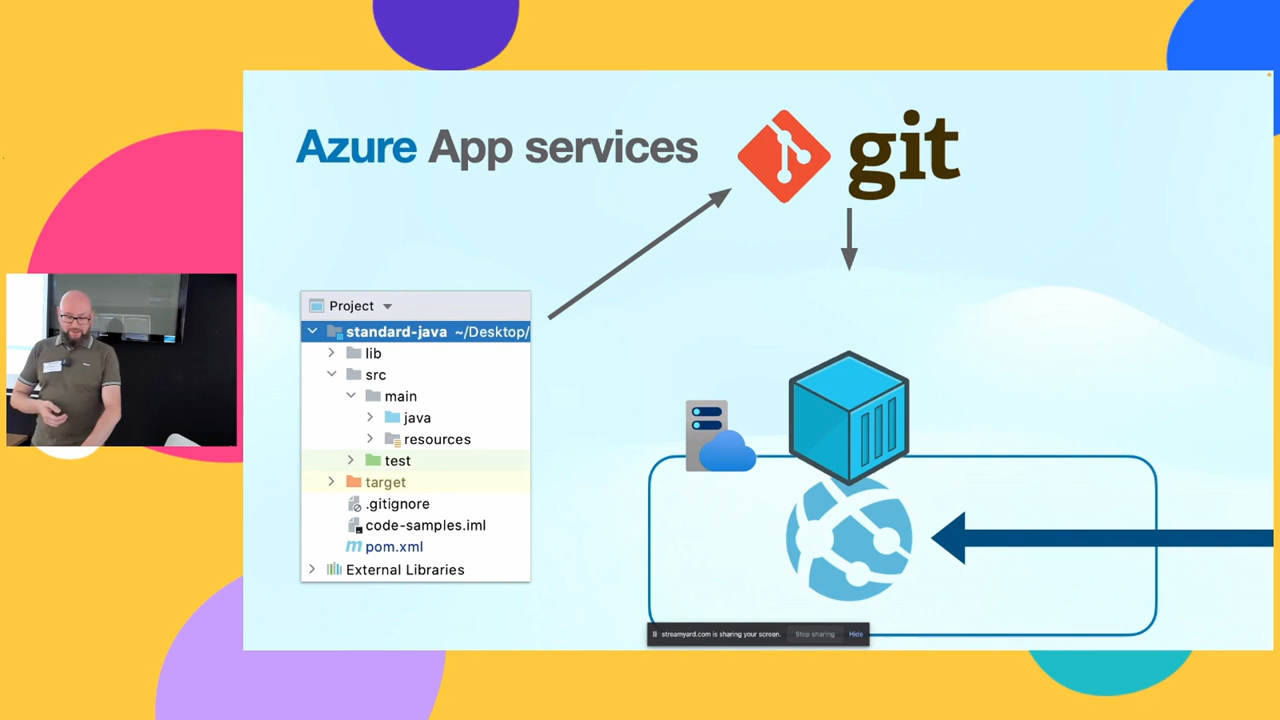 Azure App services
git
Project
standard-java ~/Desktop/
lib
src
main
java
resources
test
target
.gitignore
code-samples.iml
m pom.xml
External Libraries
streamyard.com is sharing your screen. Stop sharing Hide